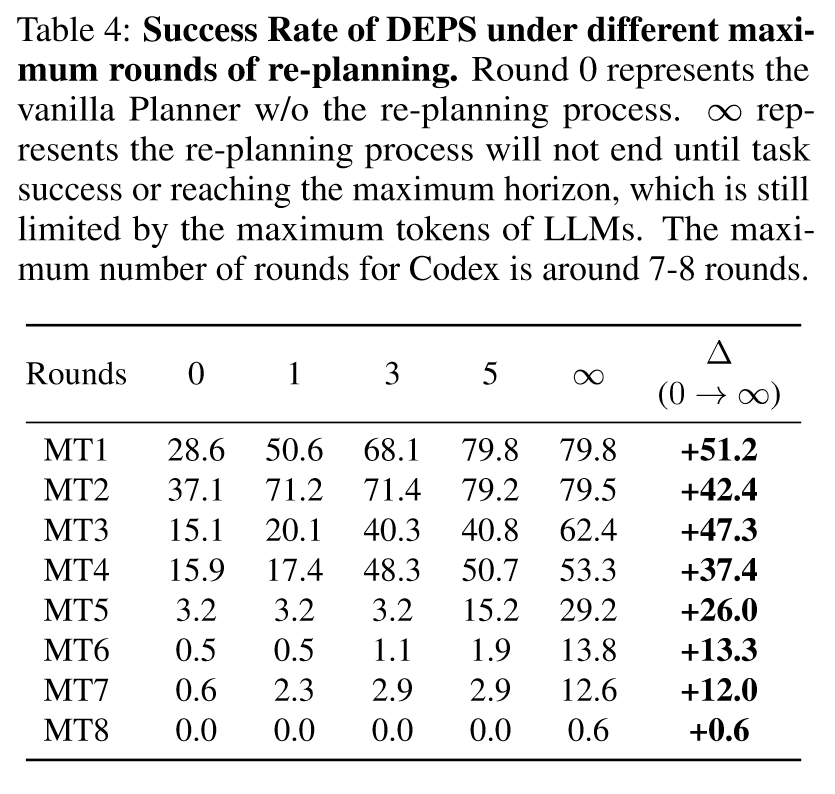 Table 4: Success Rate of DEPS under different maxi-
mum rounds of re-planning. Round 0 represents the
vanilla Planner w/o the re-planning process. ∞ rep-
resents the re-planning process will not end until task
success or reaching the maximum horizon, which is still
limited by the maximum tokens of LLMs. The maxi-
mum number of rounds for Codex is around 7-8 rounds.
Rounds 0 1 3 5 ∞ Δ (0 → ∞)
MT1 28.6 50.6 68.1 79.8 79.8 +51.2
MT2 37.1 71.2 71.4 79.2 79.5 +42.4
MT3 15.1 20.1 40.3 40.8 62.4 +47.3
MT4 15.9 17.4 48.3 50.7 53.3 +37.4
MT5 3.2 3.2 3.2 15.2 29.2 +26.0
MT6 0.5 0.5 1.1 1.9 13.8 +13.3
MT7 0.6 2.3 2.9 2.9 12.6 +12.0
MT8 0.0 0.0 0.0 0.0 0.6 +0.6